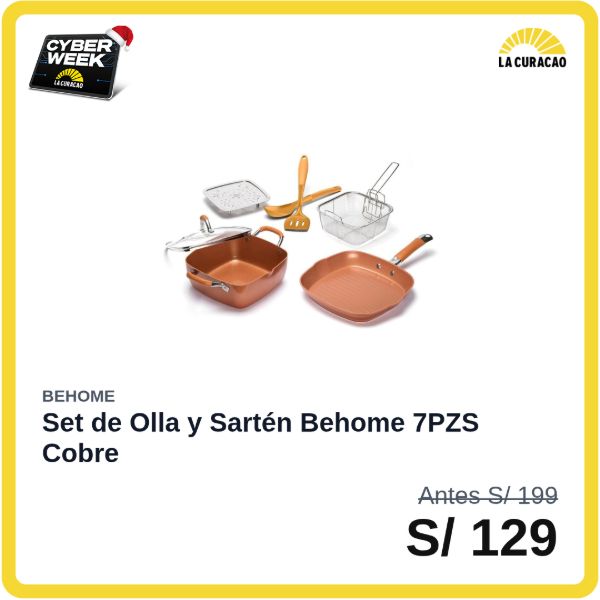 CYBER
WEEK
LA CURACAO
LA CURACAO
BEHOME
Set de Olla y Sartén Behome 7PZS
Cobre
Antes S/ 199
S/ 129